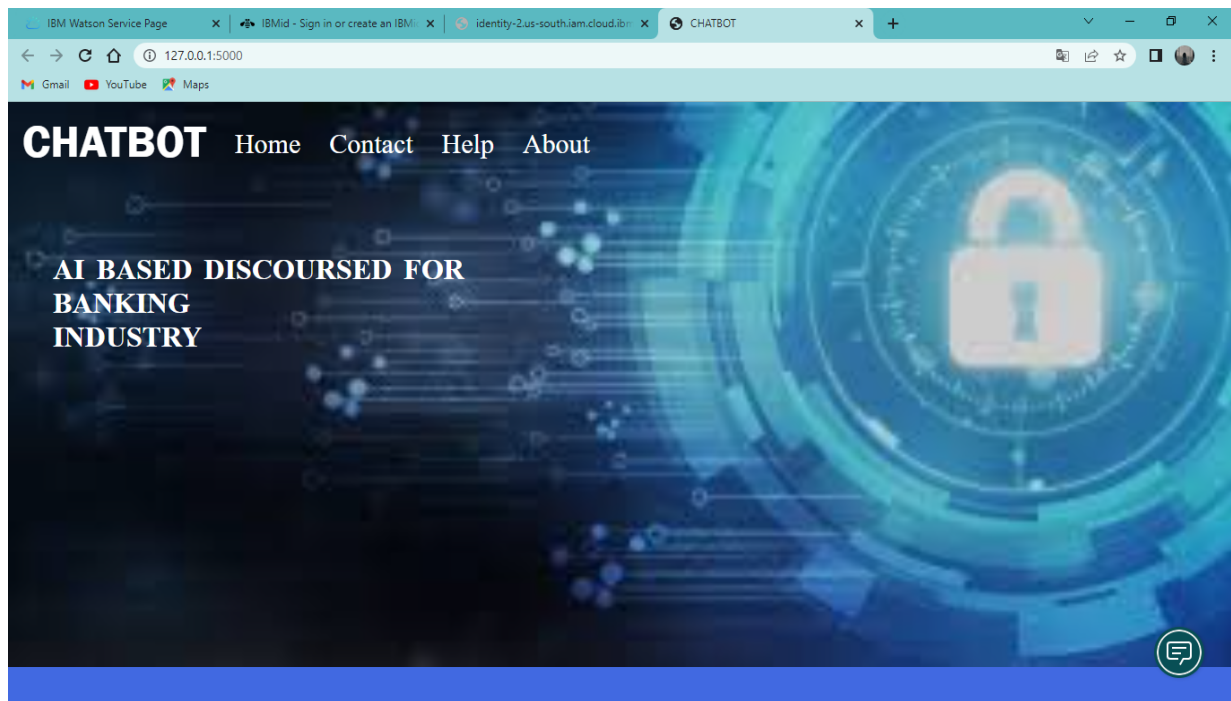 IBM Watson Service Page
IBMid - Sign in or create an IBMi
identity-2.us-south.iam.cloud.ibm
CHATBOT
127.0.0.1:5000
Gmail YouTube Maps
CHATBOT Home Contact Help About
AI BASED DISCOURSED FOR
BANKING
INDUSTRY